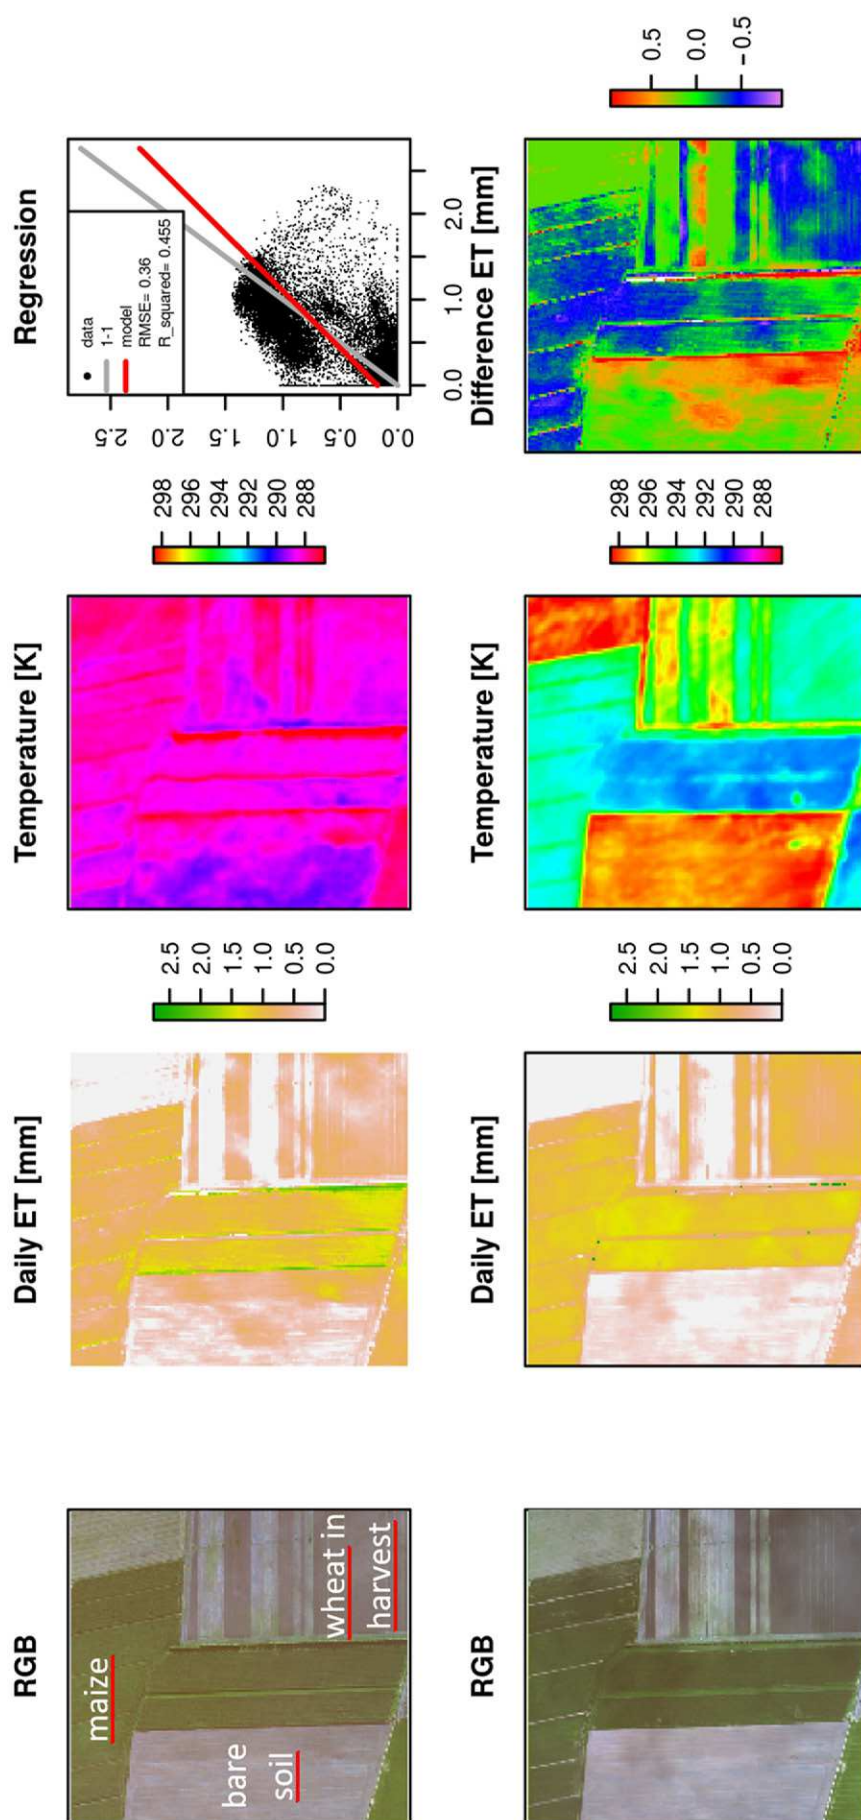 RGB
Daily ET [mm]
Temperature [K]
Regression
maize
bare
soil
wheat in
harvest
2.5
2.0
1.5
1.0
0.5
0.0
298
296
294
292
290
288
data
1-1
model
RMSE= 0.36
R_squared= 0.455
2.5
2.0
1.5
1.0
0.5
0.0
0.0
1.0
2.0
RGB
Daily ET [mm]
Temperature [K]
Difference ET [mm]
2.5
2.0
1.5
1.0
0.5
0.0
298
296
294
292
290
288
0.5
0.0
-0.5